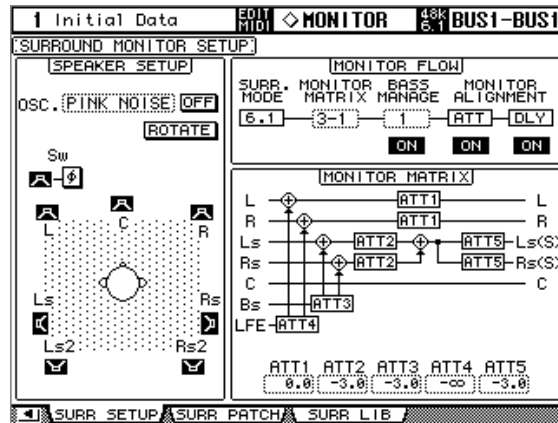 1 Initial Data EDIT MIDI ◇MONITOR 48k 6.1 BUS1-BUS1
SURROUND MONITOR SETUP
SPEAKER SETUP
OSC. PINK NOISE OFF
ROTATE
Sw
ϕ
L C R
Ls Rs
Ls2 Rs2
MONITOR FLOW
SURR. MODE MONITOR MATRIX BASS MANAGE MONITOR ALIGNMENT
6.1 3-1 1 ATT DLY
ON ON ON
MONITOR MATRIX
L ATT1 L
R ATT1 R
Ls ATT2 ATT5 Ls(S)
Rs ATT2 ATT5 Rs(S)
C C
Bs ATT3
LFE ATT4
ATT1 ATT2 ATT3 ATT4 ATT5
0.0 -3.0 -3.0 -∞ -3.0
SURR SETUP SURR PATCH SURR LIB